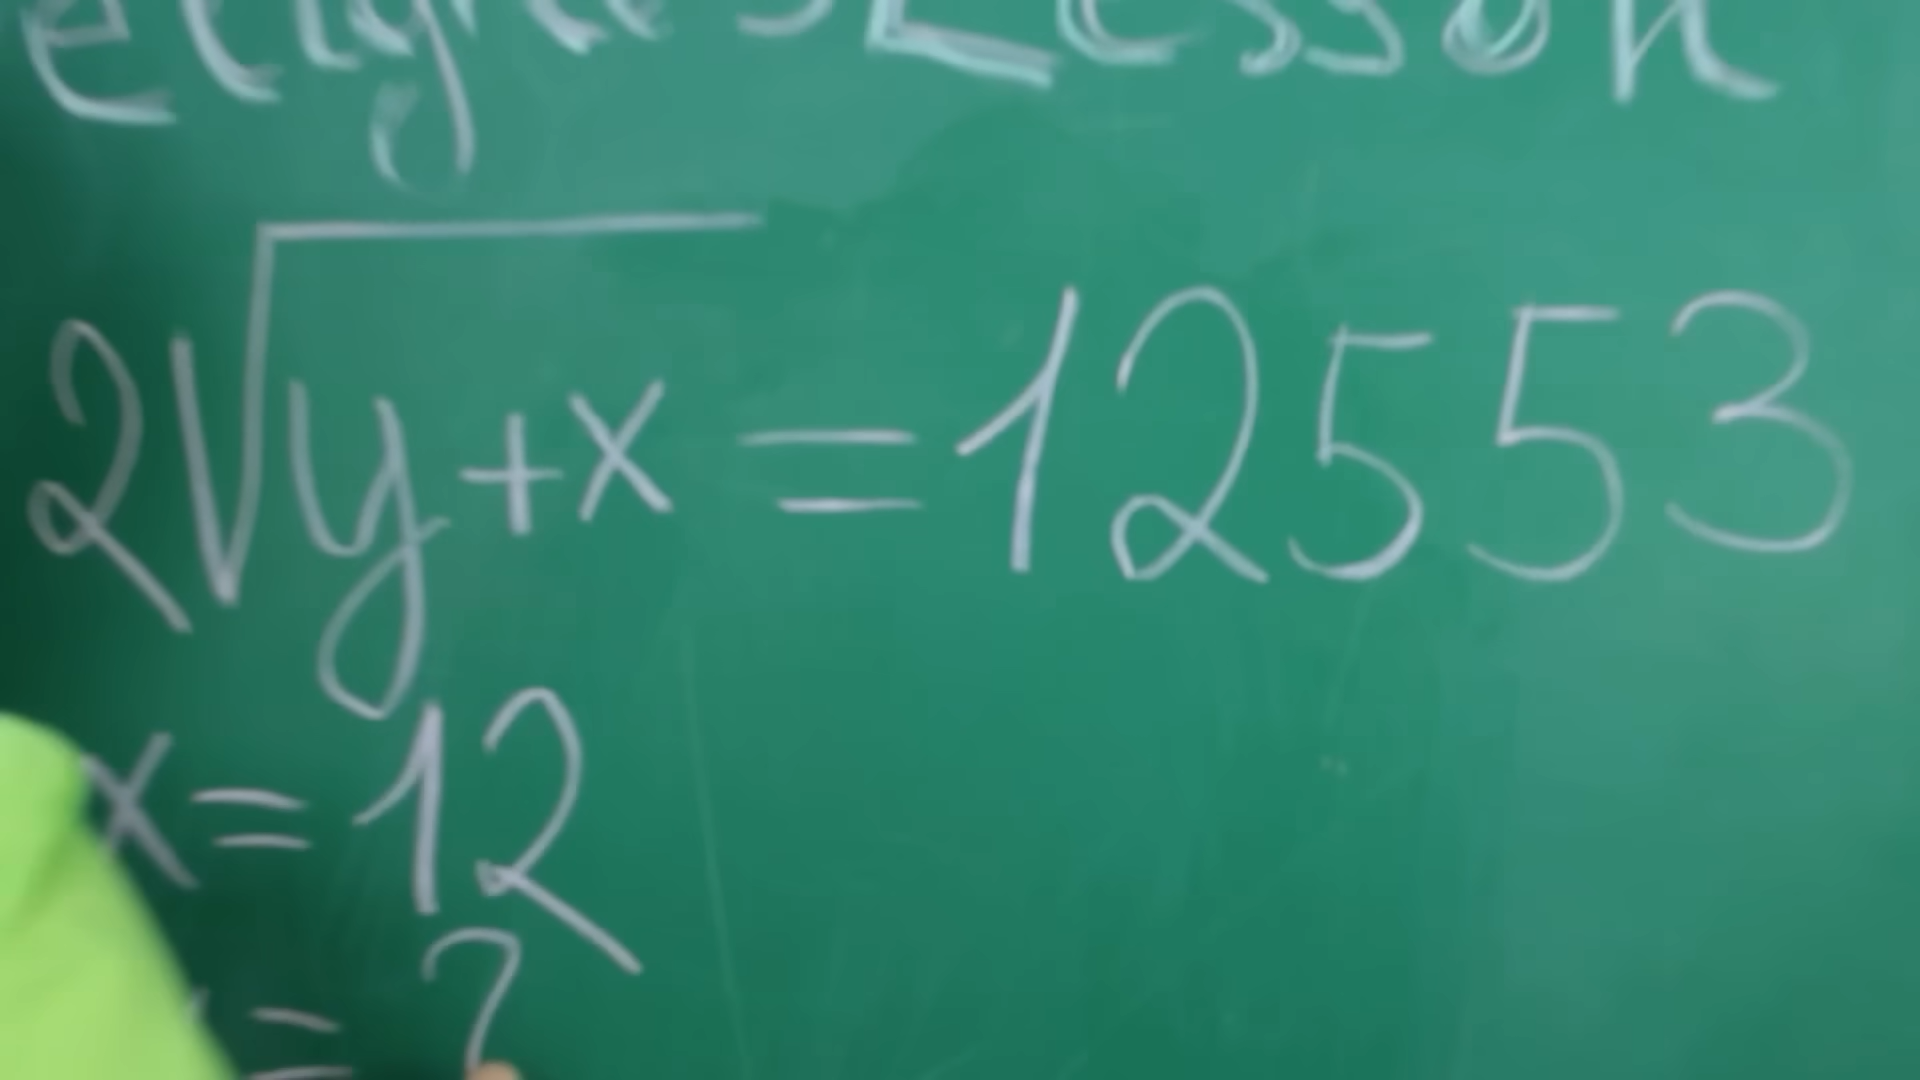 Lesson
2√y+x = 12553
x = 12
= ?